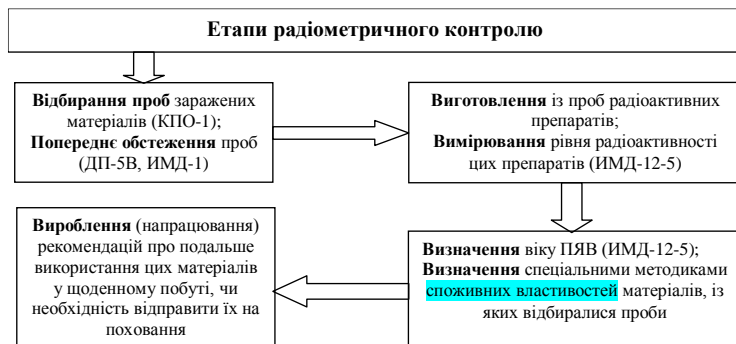 Етапи радіометричного контролю
Відбирання проб заражених
матеріалів (КПО-1);
Попереднє обстеження проб
(ДП-5В, ИМД-1)
Виготовлення із проб радіоактивних
препаратів;
Вимірювання рівня радіоактивності
цих препаратів (ИМД-12-5)
Визначення віку ПЯВ (ИМД-12-5);
Визначення спеціальними методиками
споживних властивостей матеріалів, із
яких відбиралися проби
Вироблення (напрацювання)
рекомендацій про подальше
використання цих матеріалів
у щоденному побуті, чи
необхідність відправити їх на
поховання